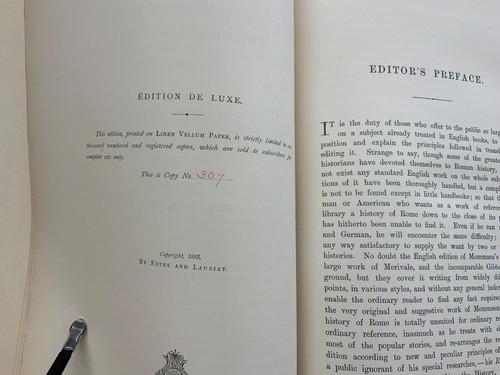 ÉDITION DE LUXE.
This edition, printed on LINEN VELLUM PAPER, is strictly limited to one
thousand numbered and registered copies, which are sold to subscribers for
complete sets only.
This is Copy No. 307
Copyright, 1883,
BY ESTES AND LAURIAT.
EDITOR'S PREFACE.
IT is the duty of those who offer to the public so
on a subject already treated in English books, to
position and explain the principles followed in
editing it. Strange to say, though some of the
historians have devoted themselves to Roman history,
not exist any standard English work on the whole
tions of it have been thoroughly handled, but a
is not to be found except in little handbooks; so that
man or American who wants as a work of
library a history of Rome down to the close of its
has hitherto been unable to find it. Even if he can
and German, he will encounter the same difficulty;
any way satisfactory to supply the want by two or
histories. No doubt the English edition of Mommsen's
large work of Merivale, and the incomparable
ground, but they cover it writing from widely
points, in various styles, and without any general
enable the ordinary reader to find any fact
the very original and suggestive work of
history of Rome is totally unsuited for ordinary
ordinary reference, inasmuch as he treats with
most of the popular stories, and re-arranges the
dition according to new and peculiar principles of
a public ignorant of his special researches,—his
the History,